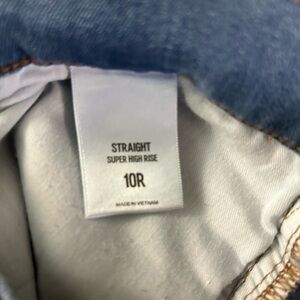 STRAIGHT
SUPER HIGH RISE
10R
MADE IN VIETNAM